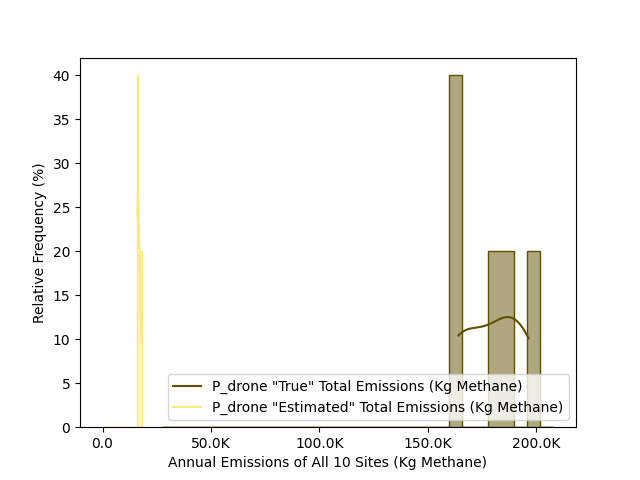 40
35
30
25
20
15
10
5
0
Relative Frequency (%)
P_drone "True" Total Emissions (Kg Methane)
P_drone "Estimated" Total Emissions (Kg Methane)
0.0 50.0K 100.0K 150.0K 200.0K
Annual Emissions of All 10 Sites (Kg Methane)